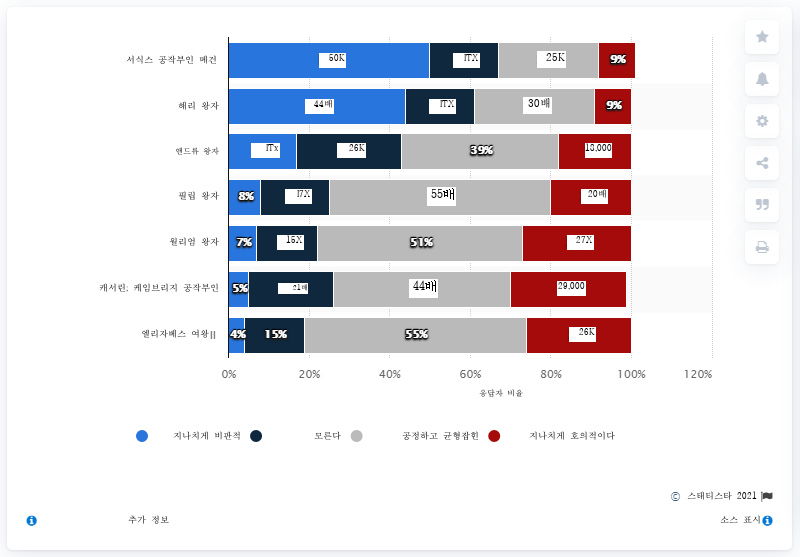 서식스 공작부인 메건
50K
17X
25K
9%
해리 왕자
44배
17X
30배
9%
앤드류 왕자
17x
26K
39%
18,000
필립 왕자
8%
17X
55배
20배
윌리엄 왕자
7%
15X
51%
27X
캐서린; 케임브리지 공작부인
5%
21배
44배
29,000
엘리자베스 여왕||
4%
15%
55%
26K
0%
20%
40%
60%
80%
100%
120%
응답자 비율
지나치게 비판적
모른다
공정하고 균형잡힌
지나치게 호의적이다
© 스태티스타 2021
추가 정보
소스 표시